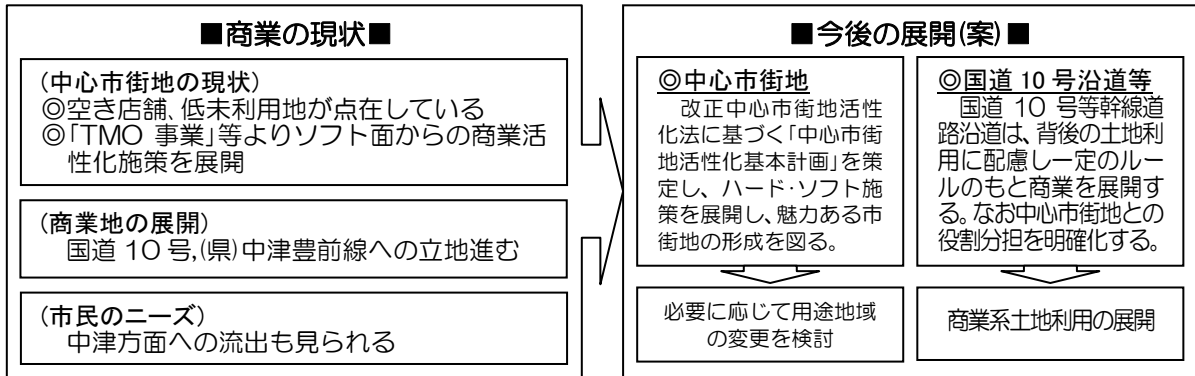 ■商業の現状■
(中心市街地の現状)
◎空き店舗、低未利用地が点在している
◎「TMO 事業」等よりソフト面からの商業活
性化施策を展開
(商業地の展開)
国道 10 号,(県)中津豊前線への立地進む
(市民のニーズ)
中津方面への流出も見られる
■今後の展開(案)■
◎中心市街地
改正中心市街地活性
化法に基づく「中心市街
地活性化基本計画」を策
定し、ハード・ソフト施
策を展開し、魅力ある市
街地の形成を図る。
必要に応じて用途地域
の変更を検討
◎国道 10 号沿道等
国道 10 号等幹線道
路沿道は、背後の土地利
用に配慮し一定のルー
ルのもと商業を展開す
る。なお中心市街地との
役割分担を明確化する。
商業系土地利用の展開